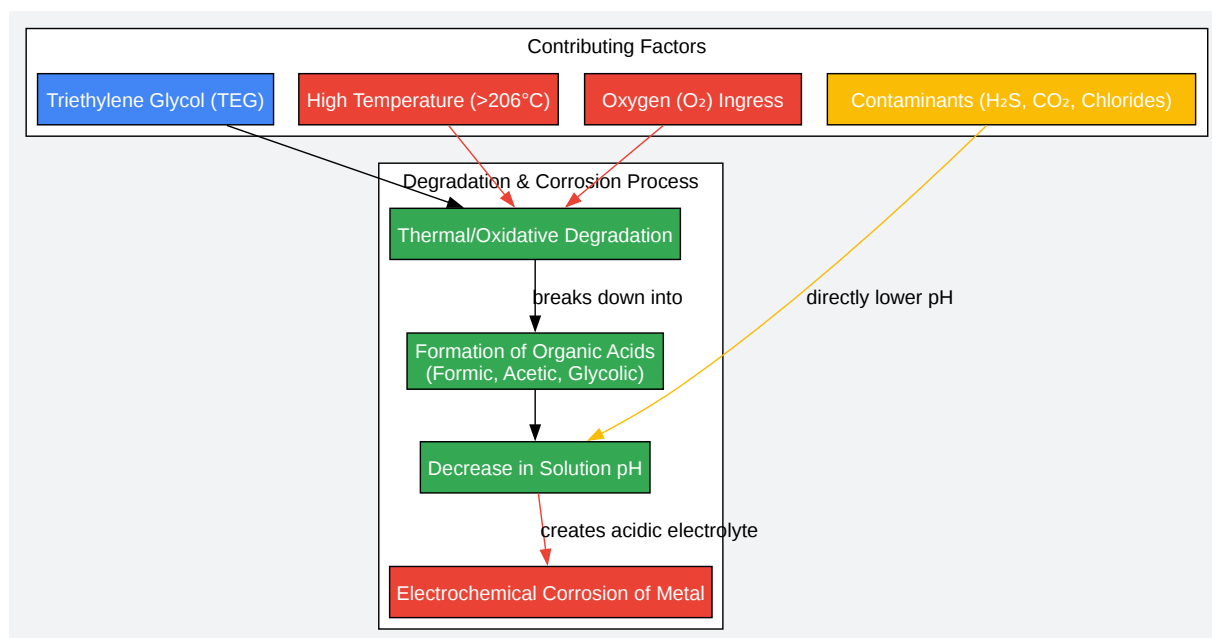 Contributing Factors
Triethylene Glycol (TEG)
High Temperature (>206°C)
Oxygen (O₂) Ingress
Contaminants (H₂S, CO₂, Chlorides)
Degradation & Corrosion Process
Thermal/Oxidative Degradation
breaks down into
directly lower pH
Formation of Organic Acids
(Formic, Acetic, Glycolic)
Decrease in Solution pH
creates acidic electrolyte
Electrochemical Corrosion of Metal